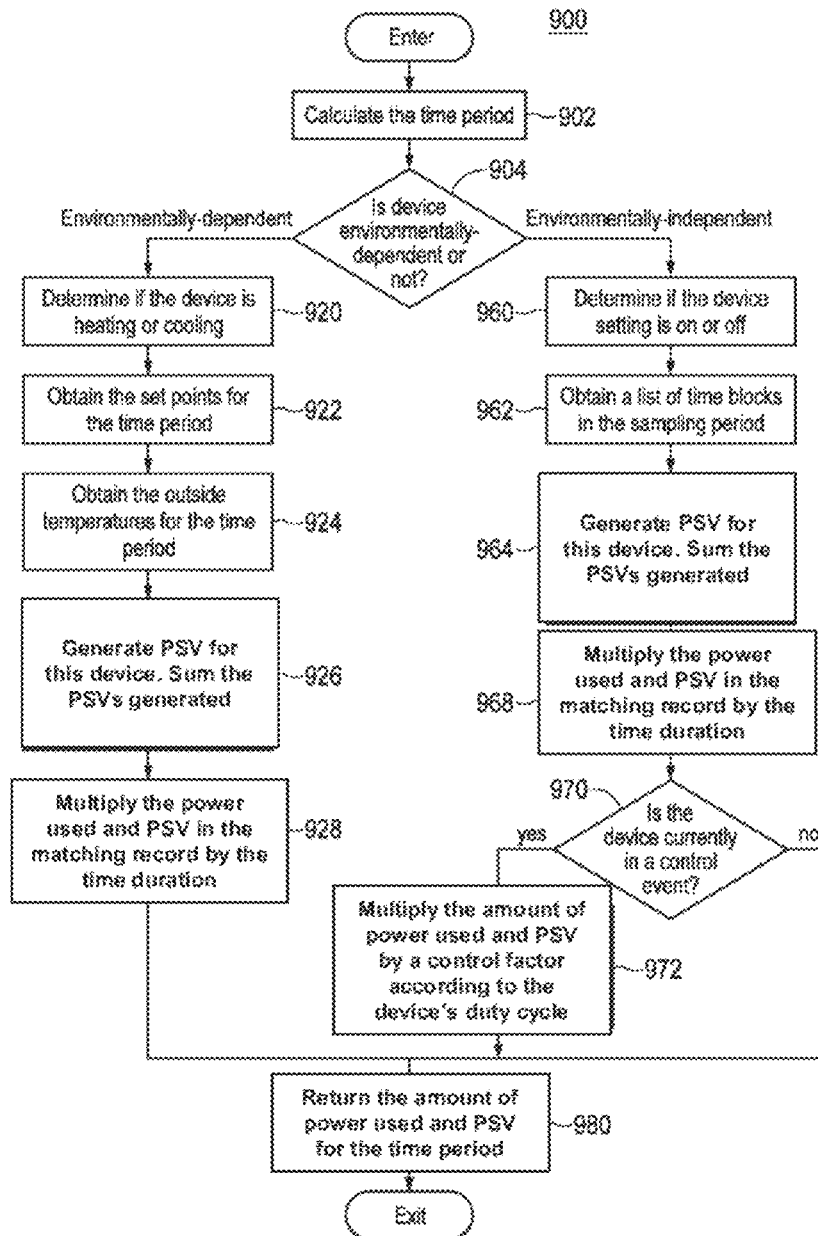 900
Enter
Calculate the time period
902
904
Is device
environmentally-
dependent or
not?
Environmentally-dependent
Environmentally-independent
Determine if the device is
heating or cooling
920
Obtain the set points for
the time period
922
Obtain the outside
temperatures for the time
period
924
Generate PSV for
this device. Sum the
PSVs generated
926
Multiply the power
used and PSV in the
matching record by the
time duration
928
960
Determine if the device
setting is on or off
962
Obtain a list of time blocks
in the sampling period
964
Generate PSV for
this device. Sum the
PSVs generated
968
Multiply the power
used and PSV in the
matching record by the
time duration
970
Is the
device currently
in a control
event?
yes
no
Multiply the amount of
power used and PSV
by a control factor
according to the
device's duty cycle
972
Return the amount of
power used and PSV
for the time period
980
Exit